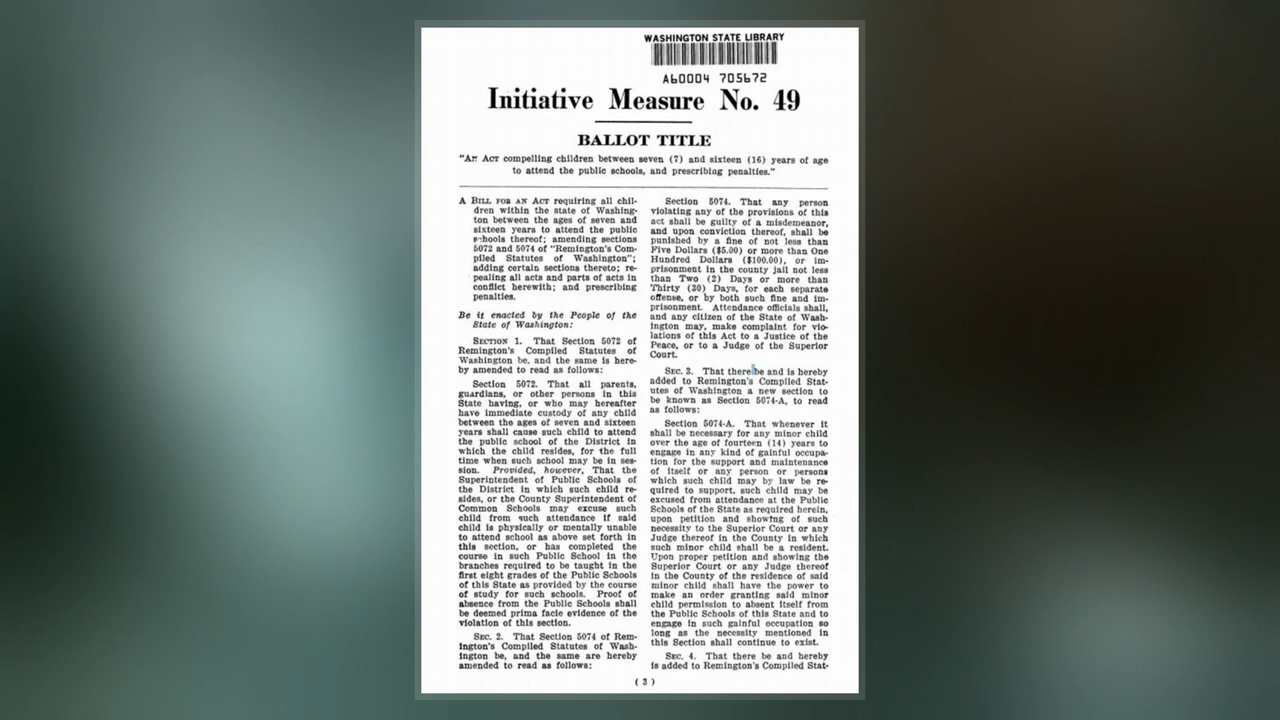 WASHINGTON STATE LIBRARY
A60004 705672
Initiative Measure No. 49
BALLOT TITLE
"An Act compelling children between seven (7) and sixteen (16) years of age
to attend the public schools, and prescribing penalties."
A Bill for an Act requiring all chil-
dren within the state of Washing-
ton between the ages of seven and
sixteen years to attend the public
schools thereof; amending sections
5072 and 5074 of "Remington's Com-
piled Statutes of Washington";
adding certain sections thereto; re-
pealing all acts and parts of acts in
conflict herewith; and prescribing
penalties.
Be it enacted by the People of the
State of Washington:
Section 1. That Section 5072 of
Remington's Compiled Statutes of
Washington be, and the same is here-
by amended to read as follows:
Section 5072. That all parents,
guardians, or other persons in this
State having, or who may hereafter
have immediate custody of any child
between the ages of seven and sixteen
years shall cause such child to attend
the public school of the District in
which the child resides, for the full
time when such school may be in ses-
sion. Provided, however, That the
Superintendent of Public Schools of
the District in which such child re-
sides, or the County Superintendent of
Common Schools may excuse such
child from such attendance if said
child is physically or mentally unable
to attend school as above set forth in
this section, or has completed the
course in such Public School in the
branches required to be taught in the
first eight grades of the Public Schools
of this State as provided by the course
of study for such schools. Proof of
absence from the Public Schools shall
be deemed prima facie evidence of the
violation of this section.
Sec. 2. That Section 5074 of Rem-
ington's Compiled Statutes of Wash-
ington be, and the same are hereby
amended to read as follows:
Section 5074. That any person
violating any of the provisions of this
act shall be guilty of a misdemeanor,
and upon conviction thereof, shall be
punished by a fine of not less than
Five Dollars ($5.00) or more than One
Hundred Dollars ($100.00), or im-
prisonment in the county jail not less
than Two (2) Days or more than
Thirty (30) Days, for each separate
offense, or by both such fine and im-
prisonment. Attendance officials shall,
and any citizen of the State of Wash-
ington may, make complaint for vio-
lations of this Act to a Justice of the
Peace, or to a Judge of the Superior
Court.
Sec. 3. That there be and is hereby
added to Remington's Compiled Stat-
utes of Washington a new section to
be known as Section 5074-A, to read
as follows:
Section 5074-A. That whenever it
shall be necessary for any minor child
over the age of fourteen (14) years to
engage in any kind of gainful occupa-
tion for the support and maintenance
of itself or any person or persons
which such child may by law be re-
quired to support, such child may be
excused from attendance at the Public
Schools of the State as required herein,
upon petition and showing of such
necessity to the Superior Court or any
Judge thereof in the County in which
such minor child shall be a resident.
Upon proper petition and showing the
Superior Court or any Judge thereof
in the County of the residence of said
minor child shall have the power to
make an order granting said minor
child permission to absent itself from
the Public Schools of this State and to
engage in such gainful occupation so
long as the necessity mentioned in
this Section shall continue to exist.
Sec. 4. That there be and hereby
is added to Remington's Compiled Stat-
(3)